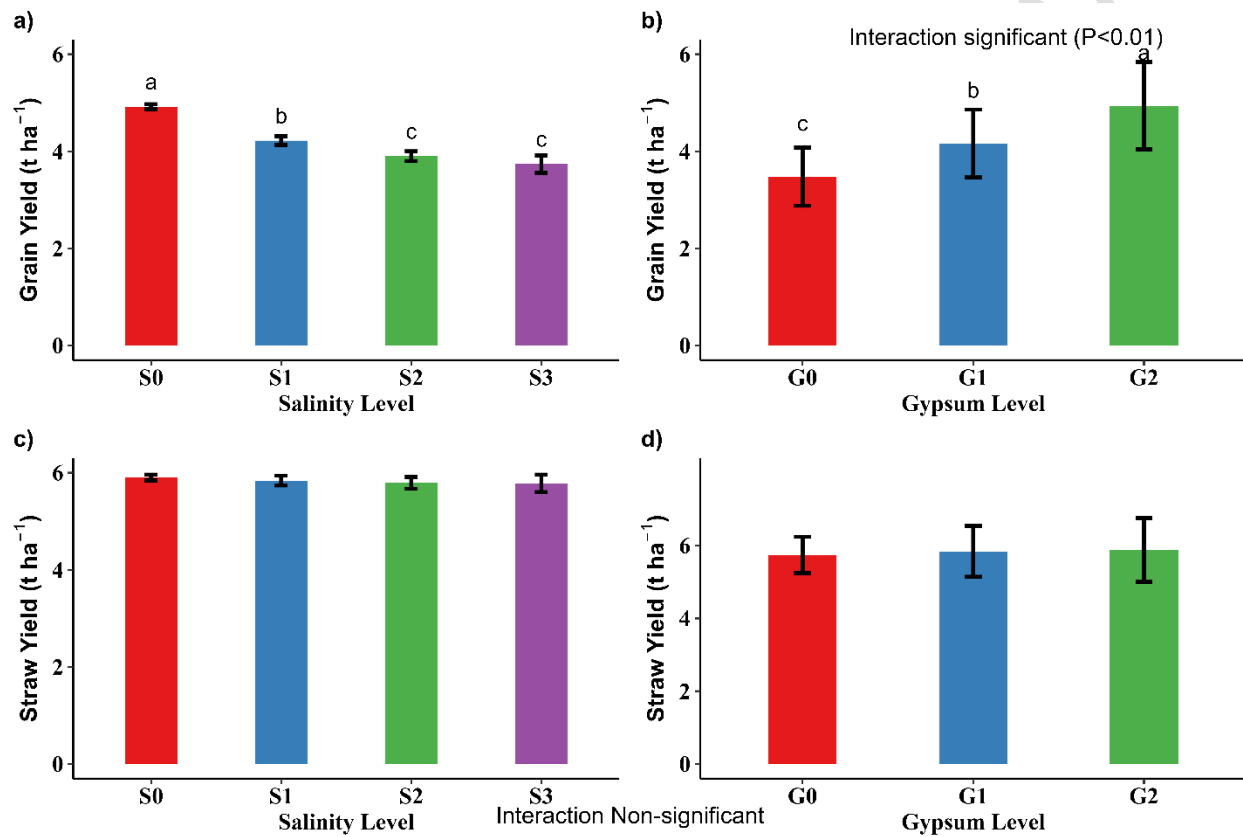 a)
Grain Yield (t ha⁻¹)
6
4
2
0
a
b
c
c
S0 S1 S2 S3
Salinity Level
b)
Interaction significant (P<0.01)
Grain Yield (t ha⁻¹)
6
4
2
0
c
b
a
G0 G1 G2
Gypsum Level
c)
Straw Yield (t ha⁻¹)
6
4
2
0
S0 S1 S2 S3
Salinity Level
d)
Straw Yield (t ha⁻¹)
6
4
2
0
G0 G1 G2
Gypsum Level
Interaction Non-significant